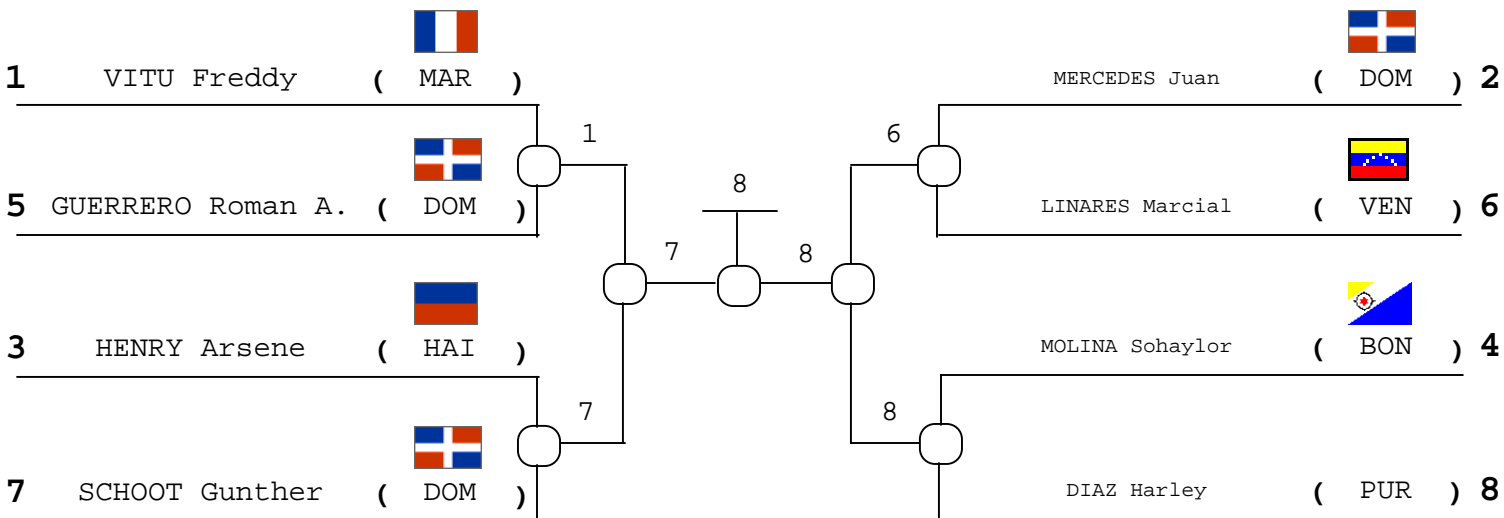 1 VITU Freddy ( MAR )
MERCEDES Juan ( DOM ) 2
1
6
8
5 GUERRERO Roman A. ( DOM )
LINARES Marcial ( VEN ) 6
7
8
3 HENRY Arsene ( HAI )
MOLINA Sohaylor ( BON ) 4
7
8
7 SCHOOT Gunther ( DOM )
DIAZ Harley ( PUR ) 8